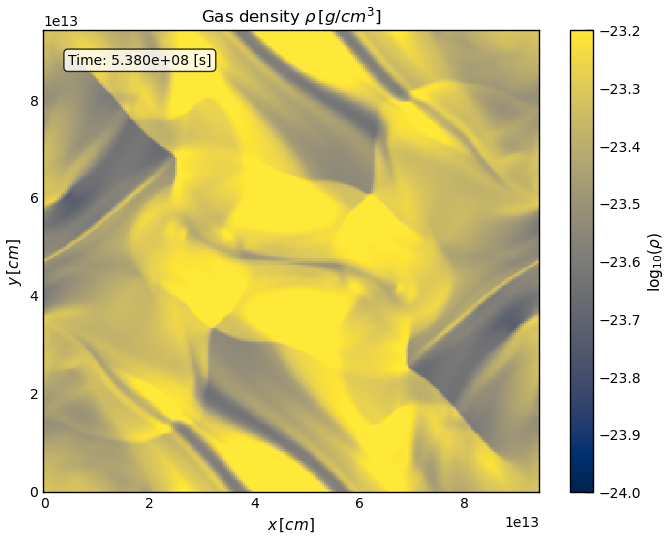 Gas density ρ [g/cm³]
1e13
Time: 5.380e+08 [s]
8
6
4
2
0
y [cm]
0 2 4 6 8
1e13
x [cm]
−23.2
−23.3
−23.4
−23.5
−23.6
−23.7
−23.8
−23.9
−24.0
log₁₀(ρ)